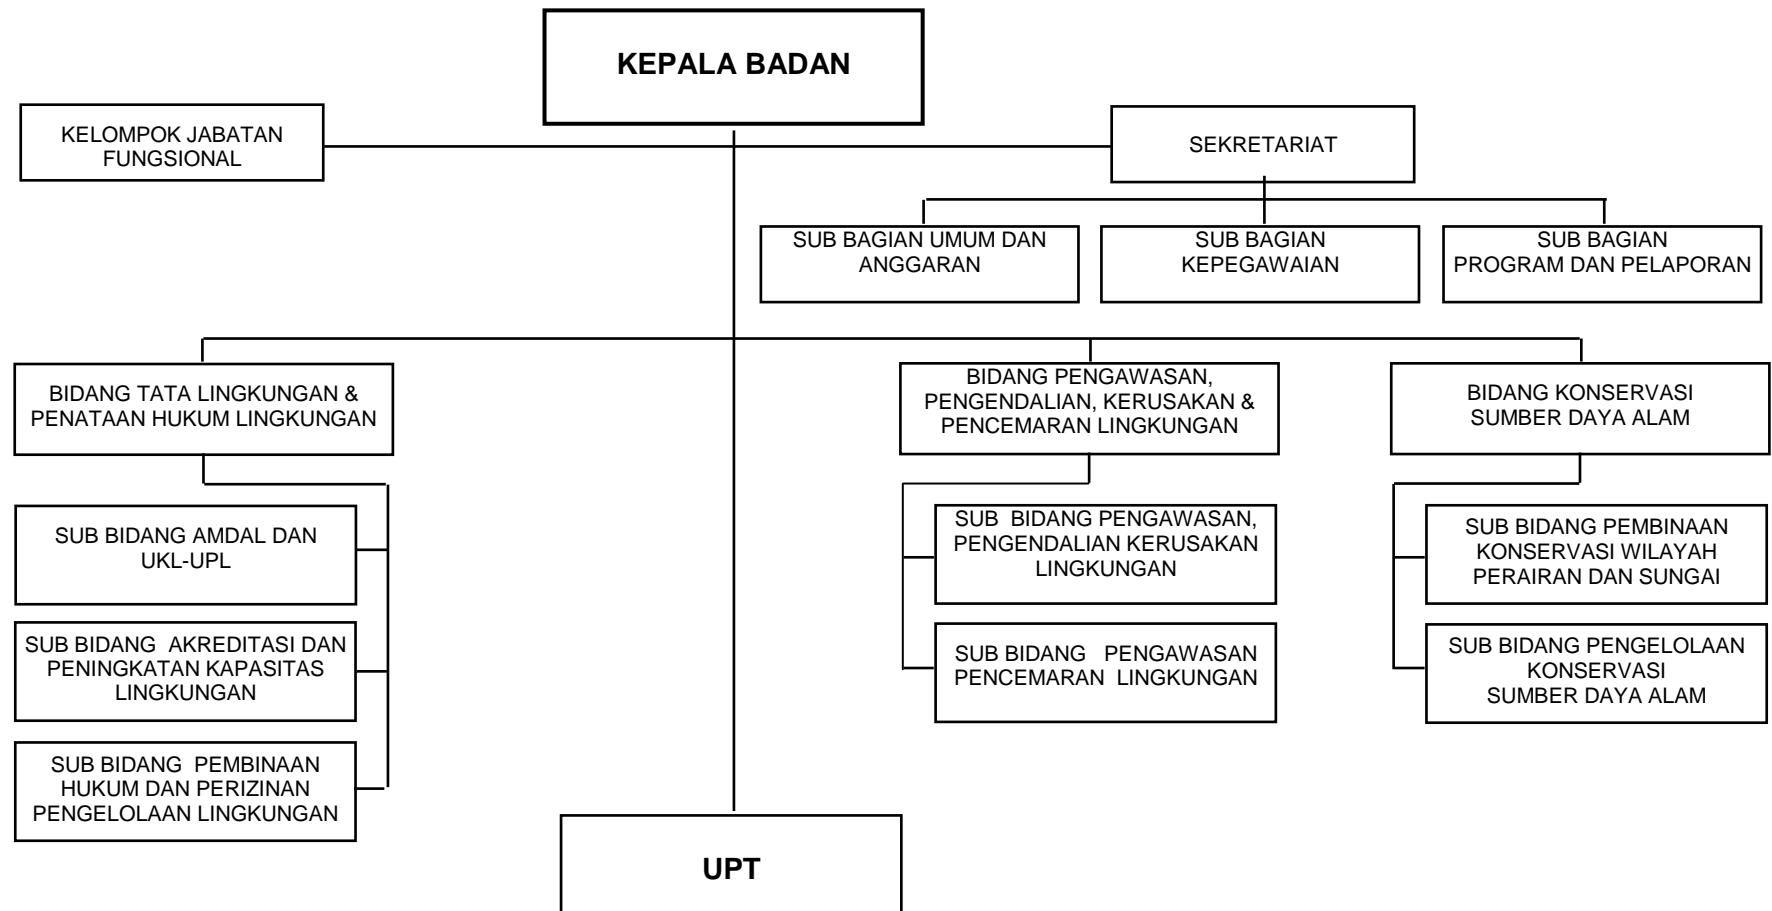 KEPALA BADAN
KELOMPOK JABATAN
FUNGSIONAL
SEKRETARIAT
SUB BAGIAN UMUM DAN
ANGGARAN
SUB BAGIAN
KEPEGAWAIAN
SUB BAGIAN
PROGRAM DAN PELAPORAN
BIDANG TATA LINGKUNGAN &
PENATAAN HUKUM LINGKUNGAN
BIDANG PENGAWASAN,
PENGENDALIAN, KERUSAKAN &
PENCEMARAN LINGKUNGAN
BIDANG KONSERVASI
SUMBER DAYA ALAM
SUB BIDANG AMDAL DAN
UKL-UPL
SUB BIDANG AKREDITASI DAN
PENINGKATAN KAPASITAS
LINGKUNGAN
SUB BIDANG PEMBINAAN
HUKUM DAN PERIZINAN
PENGELOLAAN LINGKUNGAN
SUB BIDANG PENGAWASAN,
PENGENDALIAN KERUSAKAN
LINGKUNGAN
SUB BIDANG PENGAWASAN
PENCEMARAN LINGKUNGAN
SUB BIDANG PEMBINAAN
KONSERVASI WILAYAH
PERAIRAN DAN SUNGAI
SUB BIDANG PENGELOLAAN
KONSERVASI
SUMBER DAYA ALAM
UPT